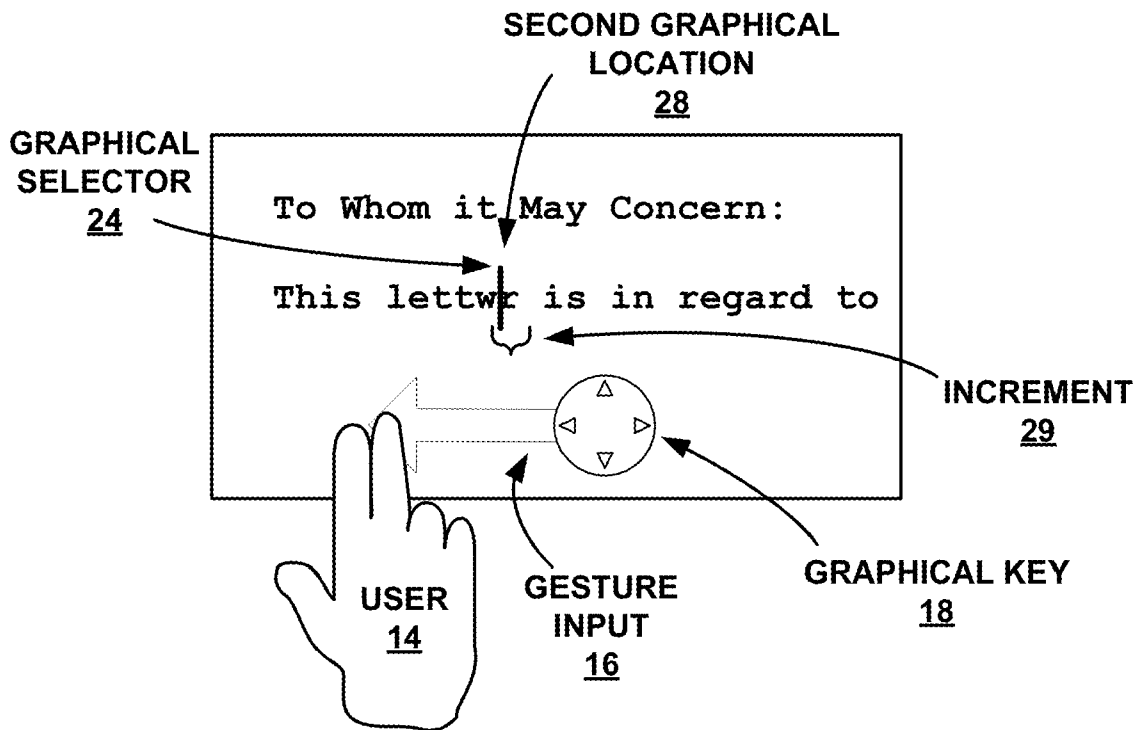 SECOND GRAPHICAL
LOCATION
28
GRAPHICAL
SELECTOR
24
To Whom it May Concern:
This lettwr is in regard to
INCREMENT
29
USER
14
GESTURE
INPUT
16
GRAPHICAL KEY
18